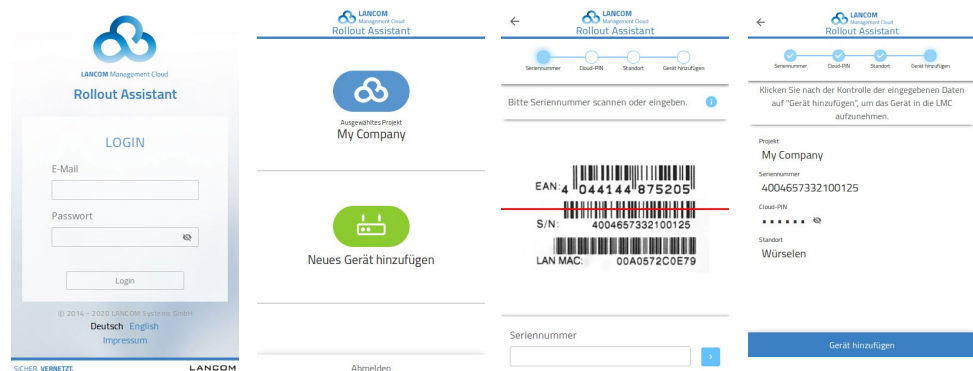 LANCOM Management Cloud
Rollout Assistant
LOGIN
E-Mail
Passwort
Login
© 2014 - 2020 LANCOM Systems GmbH
Deutsch English
Impressum
SICHER. VERNETZT.
LANCOM
LANCOM
Management Cloud
Rollout Assistant
Ausgewähltes Projekt
My Company
Neues Gerät hinzufügen
Abmelden
LANCOM
Management Cloud
Rollout Assistant
Seriennummer Cloud-PIN Standort Gerät hinzufügen
Bitte Seriennummer scannen oder eingeben.
EAN: 4 044144 875205
S/N: 4004657332100125
LAN MAC: 00A0572C0E79
Seriennummer
LANCOM
Management Cloud
Rollout Assistant
Seriennummer Cloud-PIN Standort Gerät hinzufügen
Klicken Sie nach der Kontrolle der eingegebenen Daten
auf "Gerät hinzufügen", um das Gerät in die LMC
aufzunehmen.
Projekt
My Company
Seriennummer
4004657332100125
Cloud-PIN
Standort
Würselen
Gerät hinzufügen